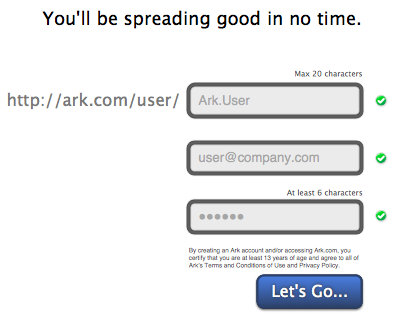 You'll be spreading good in no time.
Max 20 characters
http://ark.com/user/ Ark.User
user@company.com
At least 6 characters
••••••
By creating an Ark account and/or accessing Ark.com, you
certify that you are at least 13 years of age and agree to all of
Ark's Terms and Conditions of Use and Privacy Policy.
Let's Go...